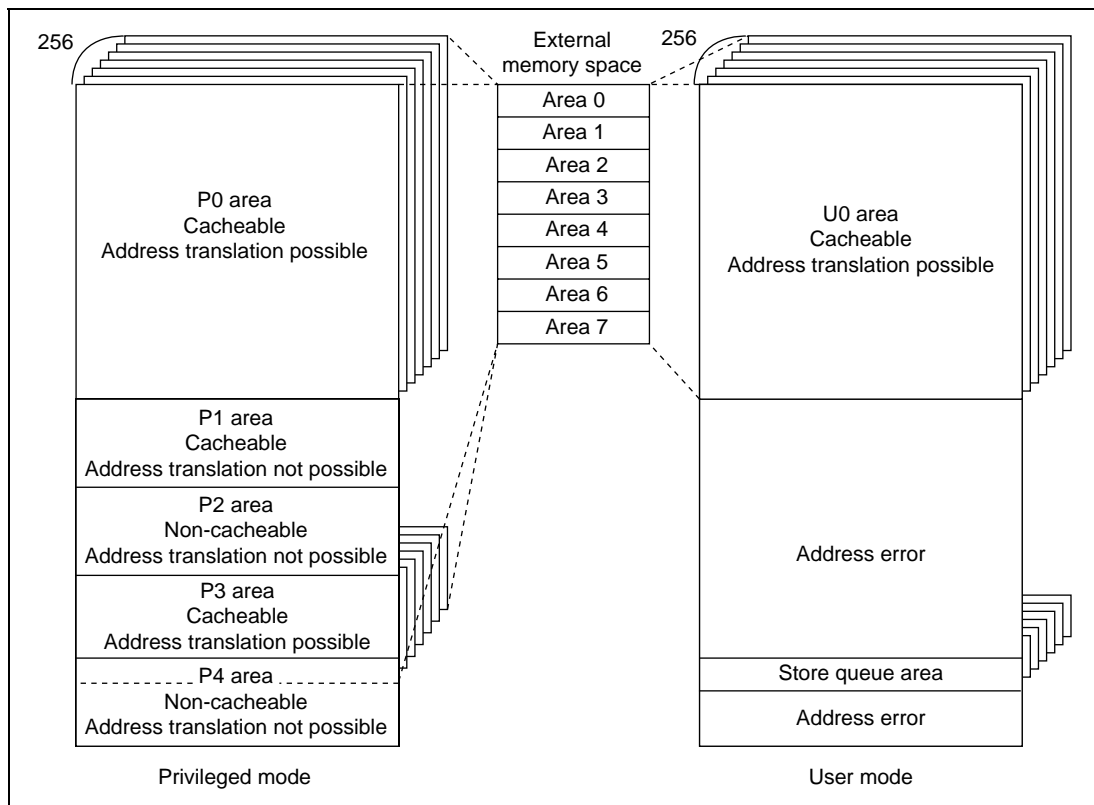 256
P0 area
Cacheable
Address translation possible
P1 area
Cacheable
Address translation not possible
P2 area
Non-cacheable
Address translation not possible
P3 area
Cacheable
Address translation possible
P4 area
Non-cacheable
Address translation not possible
Privileged mode
External
memory space
Area 0
Area 1
Area 2
Area 3
Area 4
Area 5
Area 6
Area 7
256
U0 area
Cacheable
Address translation possible
Address error
Store queue area
Address error
User mode